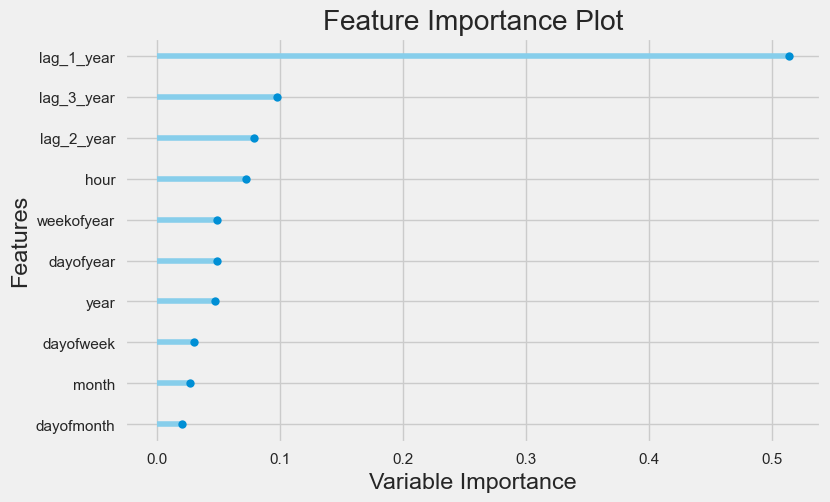 Feature Importance Plot
Features
lag_1_year
lag_3_year
lag_2_year
hour
weekofyear
dayofyear
year
dayofweek
month
dayofmonth
0.0 0.1 0.2 0.3 0.4 0.5
Variable Importance